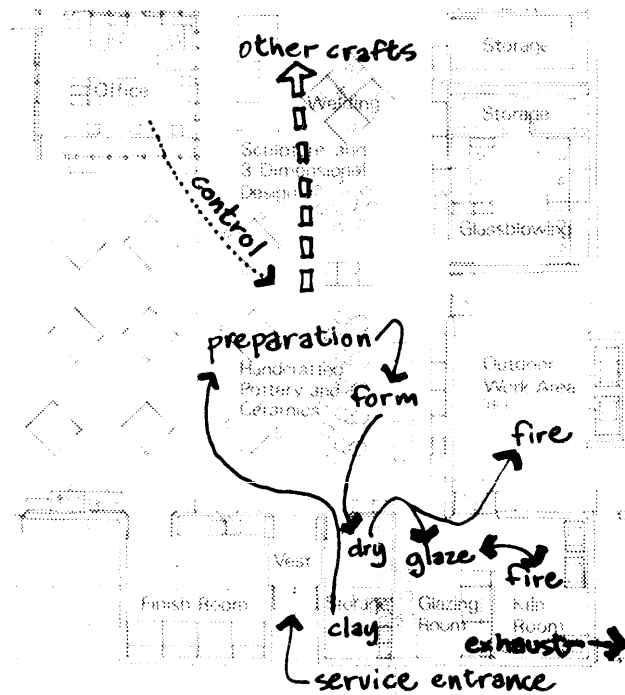 other crafts
Storage
Office
Welding
Storage
Sculpture and
3 Dimensional
Design
control
Glassblowing
preparation
Handcrafted
Pottery and
Ceramics
form
Outdoor
Work Area
fire
dry
glaze
Vest
fire
Finish Room
Storage
Glazing
Room
Kiln
Room
clay
exhaust
service entrance